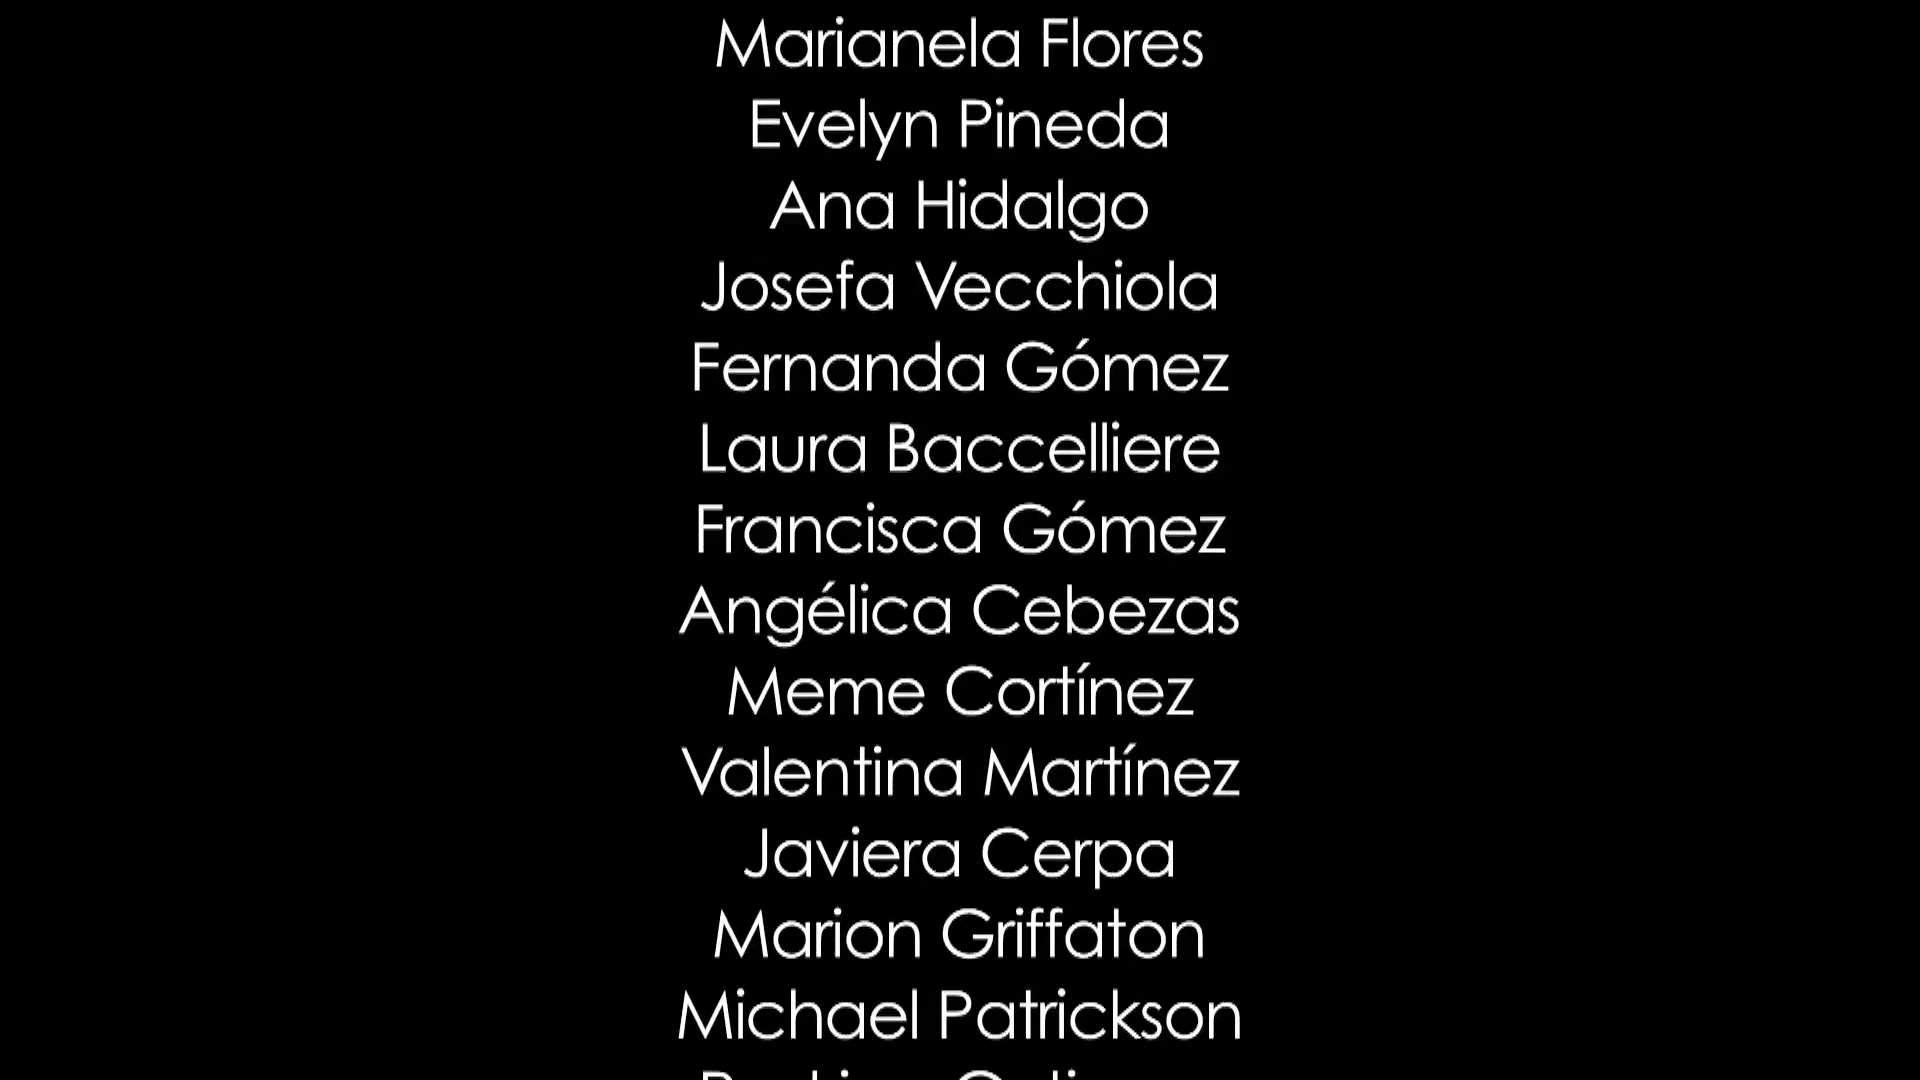 Marianela Flores
Evelyn Pineda
Ana Hidalgo
Josefa Vecchiola
Fernanda Gómez
Laura Baccelliere
Francisca Gómez
Angélica Cebezas
Meme Cortínez
Valentina Martínez
Javiera Cerpa
Marion Griffaton
Michael Patrickson